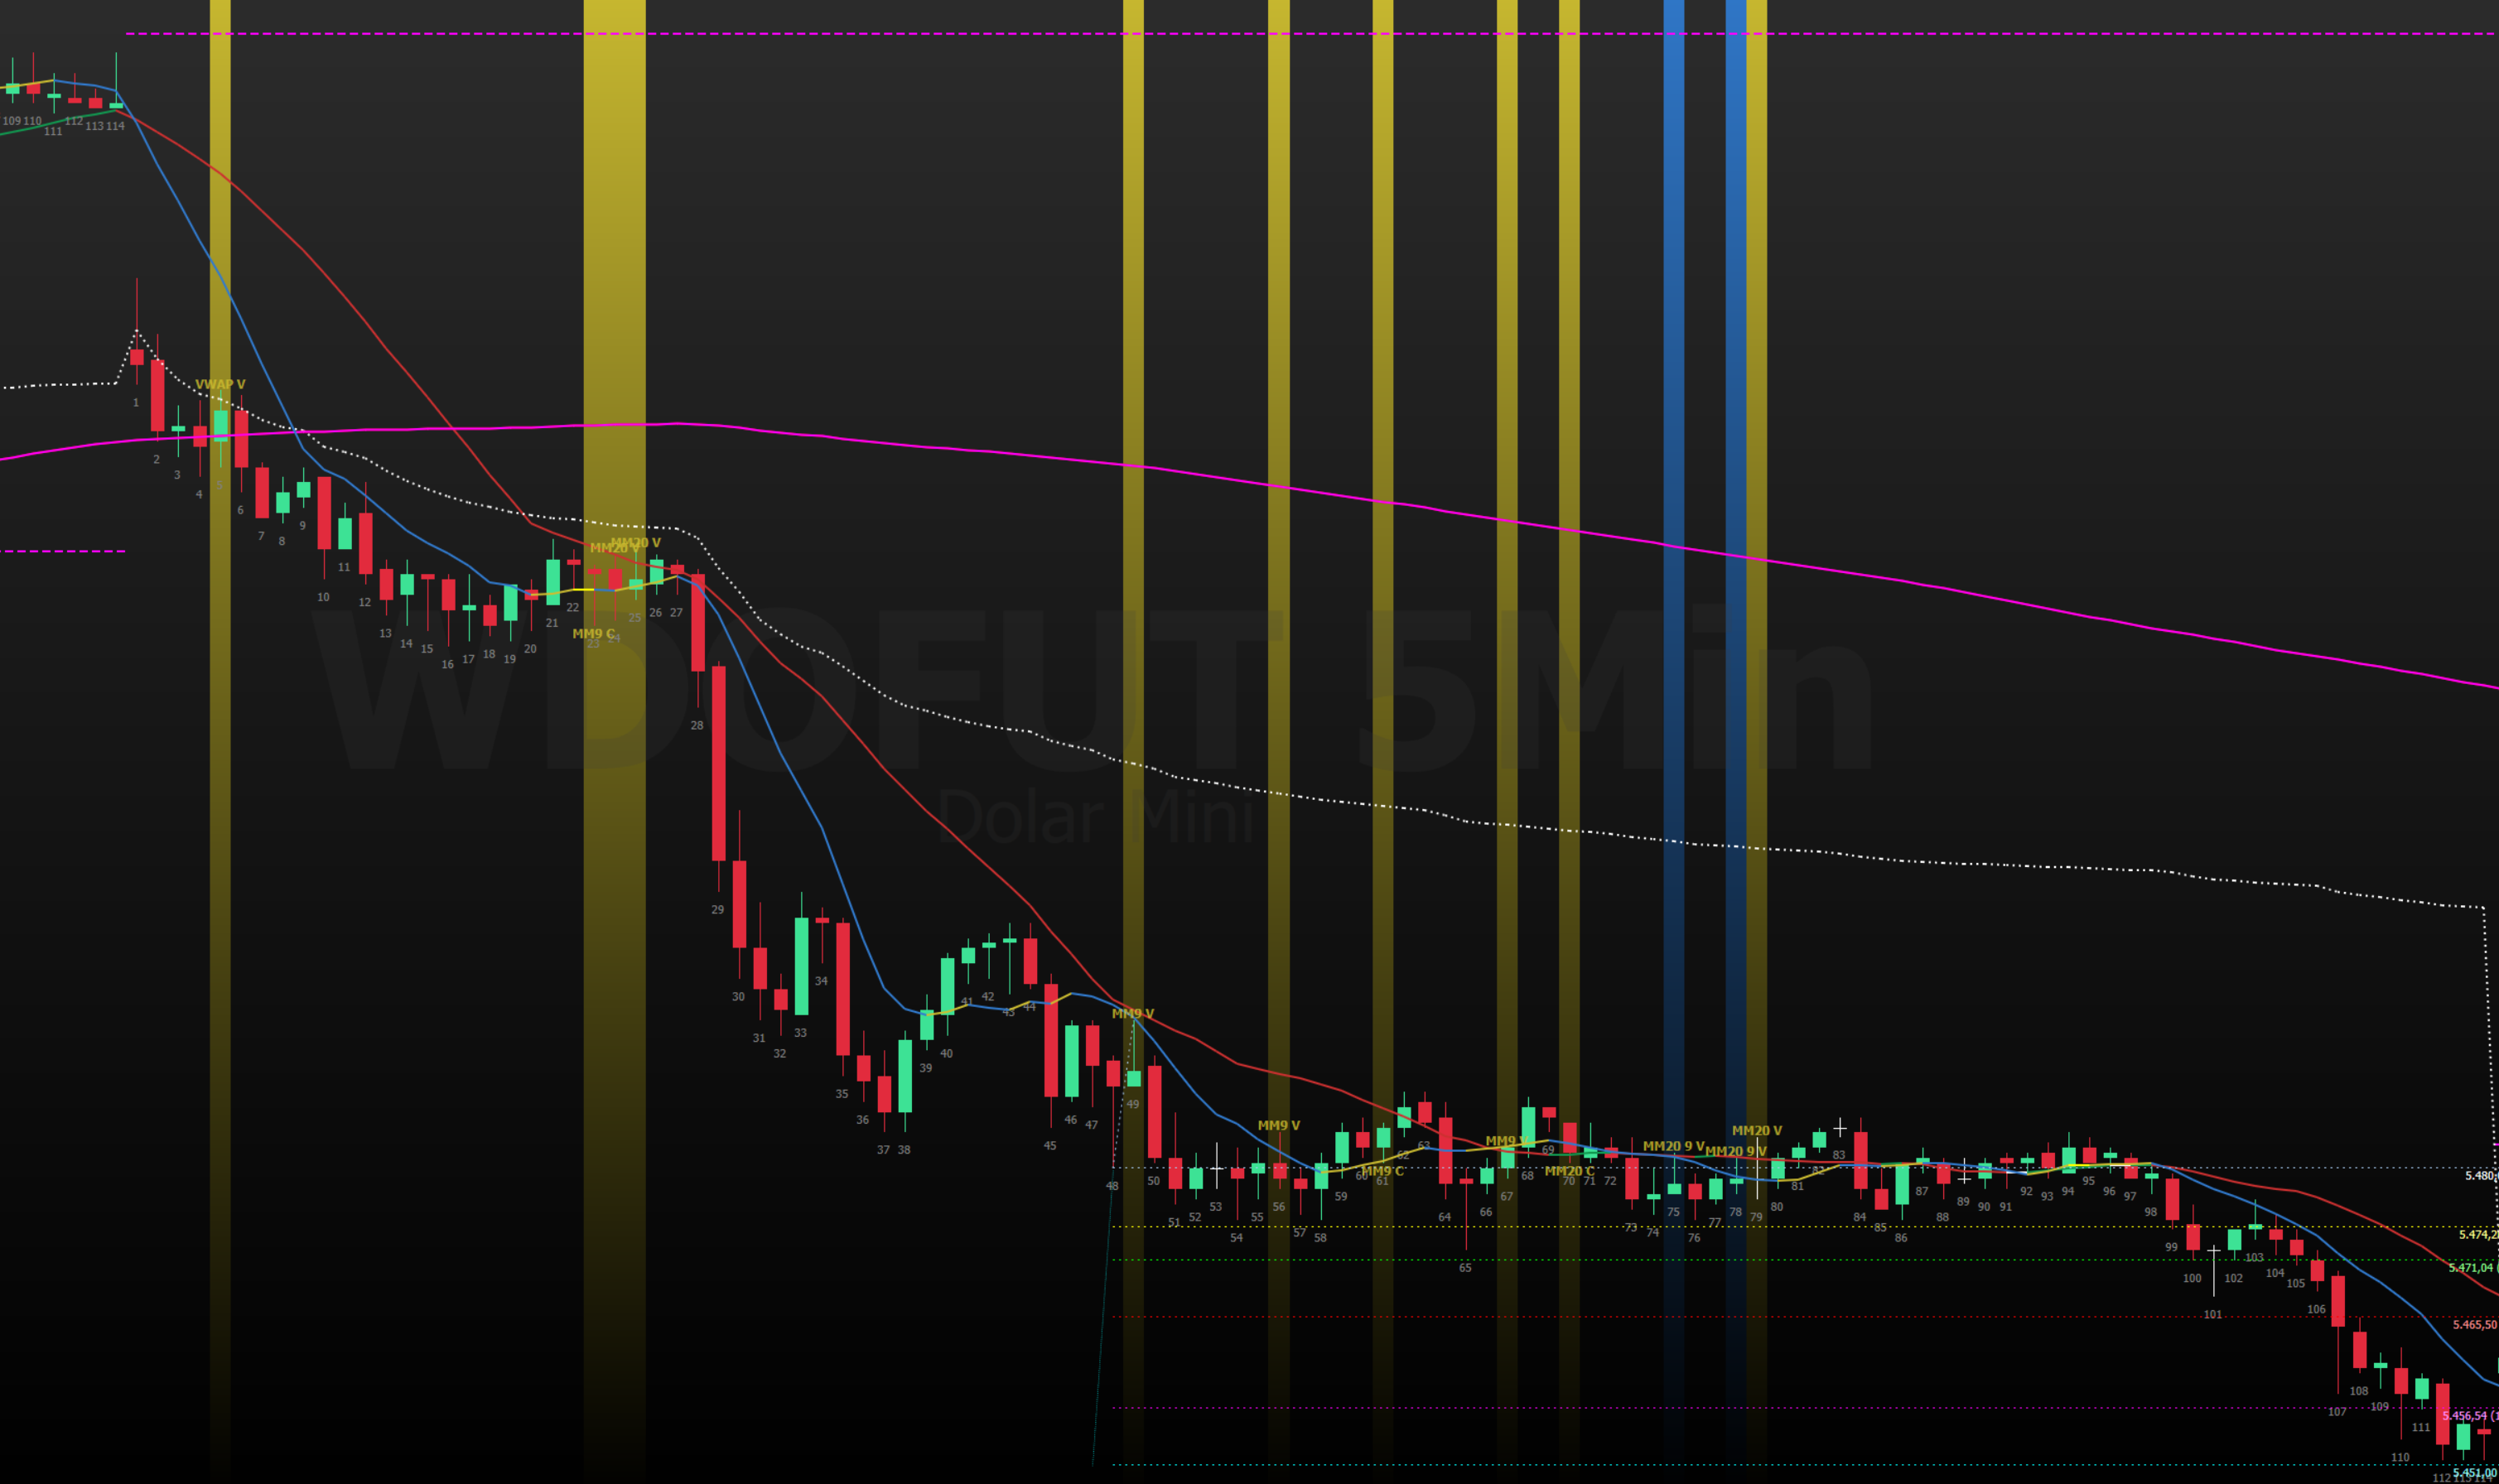 109 110 111 112 113 114
VWAP V
1 2 3 4 5 6 7 8 9 10 11 12 13 14 15 16 17 18 19 20 21 22 23 24 25 26 27
MM20 V
MM20 V
MM9 C
WDOFUT 5Min
Dolar Mini
28 29 30 31 32 33 34 35 36 37 38 39 40 41 42 43 44 45 46 47 48 49
MM9 V
50 51 52 53 54 55 56 57 58 59 60 61 62 63 64 65 66 67 68 69 70 71 72 73 74 75 76 77 78 79 80 81 82 83 84 85 86 87 88 89 90 91 92 93 94 95 96 97 98 99 100 101 102 103 104 105 106 107 108 109 110 111 112 113 114
MM9 V
MM9 C
MM9 V
MM20 C
MM20 9 V
MM20 9 V
MM20 V
5.480,
5.474,2
5.471,04 (
5.465,50
5.456,54 (1
5.451,00